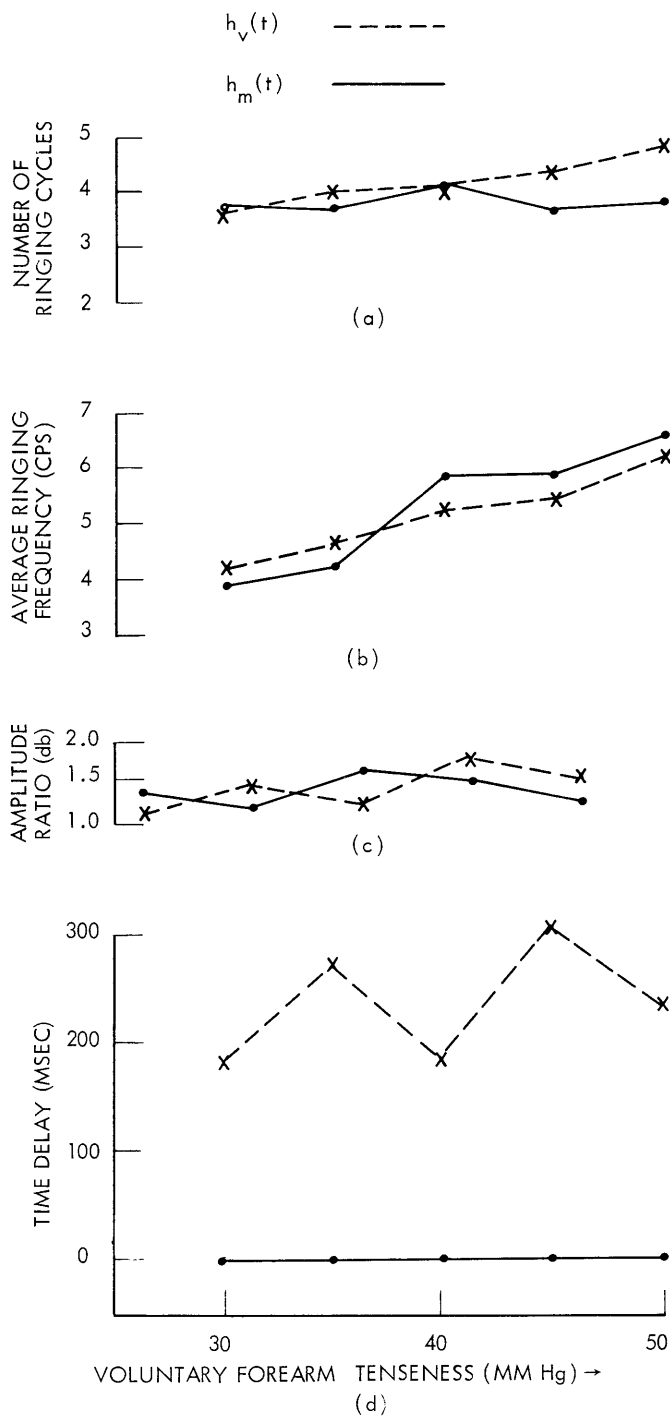 h_v(t)
h_m(t)
NUMBER OF
RINGING CYCLES
5
4
3
2
(a)
AVERAGE RINGING
FREQUENCY (CPS)
7
6
5
4
3
(b)
AMPLITUDE
RATIO (db)
2.0
1.5
1.0
(c)
TIME DELAY (MSEC)
300
200
100
0
30 40 50
VOLUNTARY FOREARM TENSENESS (MM Hg) →
(d)